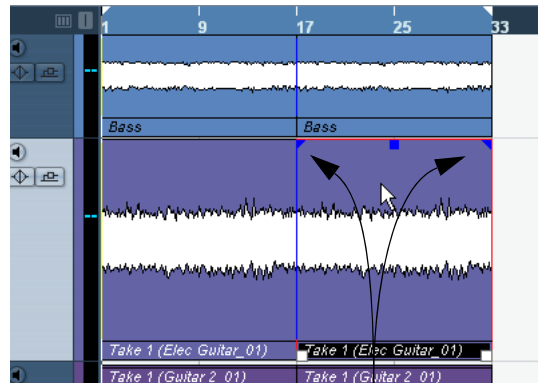 1 9 17 25 33
Bass Bass
Take 1 (Elec Guitar_01) Take 1 (Elec Guitar_01)
Take 1 (Guitar 2_01) Take 1 (Guitar 2_01)